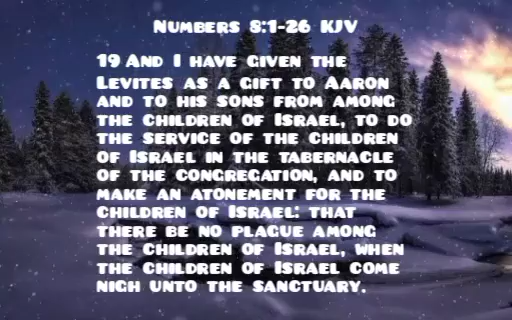 Numbers 8:1-26 KJV
19 And I have given the
Levites as a gift to Aaron
and to his sons from among
the children of Israel, to do
the service of the children
of Israel in the tabernacle
of the congregation, and to
make an atonement for the
children of Israel: that
there be no plague among
the children of Israel, when
the children of Israel come
nigh unto the sanctuary.